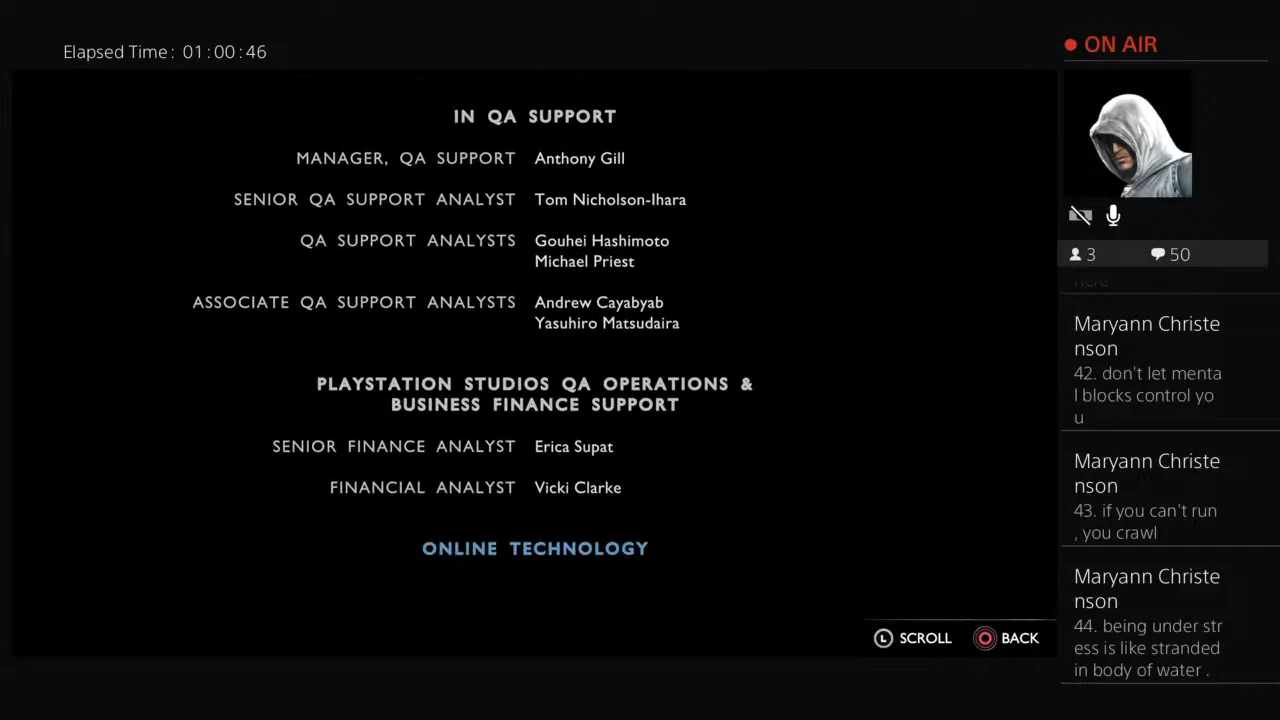 Elapsed Time: 01:00:46
ON AIR
IN QA SUPPORT
MANAGER, QA SUPPORT Anthony Gill
SENIOR QA SUPPORT ANALYST Tom Nicholson-Ihara
QA SUPPORT ANALYSTS Gouhei Hashimoto
Michael Priest
ASSOCIATE QA SUPPORT ANALYSTS Andrew Cayabyab
Yasuhiro Matsudaira
PLAYSTATION STUDIOS QA OPERATIONS &
BUSINESS FINANCE SUPPORT
SENIOR FINANCE ANALYST Erica Supat
FINANCIAL ANALYST Vicki Clarke
ONLINE TECHNOLOGY
L SCROLL BACK
3 50
Maryann Christe
nson
42. don't let menta
l blocks control yo
u
Maryann Christe
nson
43. if you can't run
, you crawl
Maryann Christe
nson
44. being under str
ess is like stranded
in body of water .